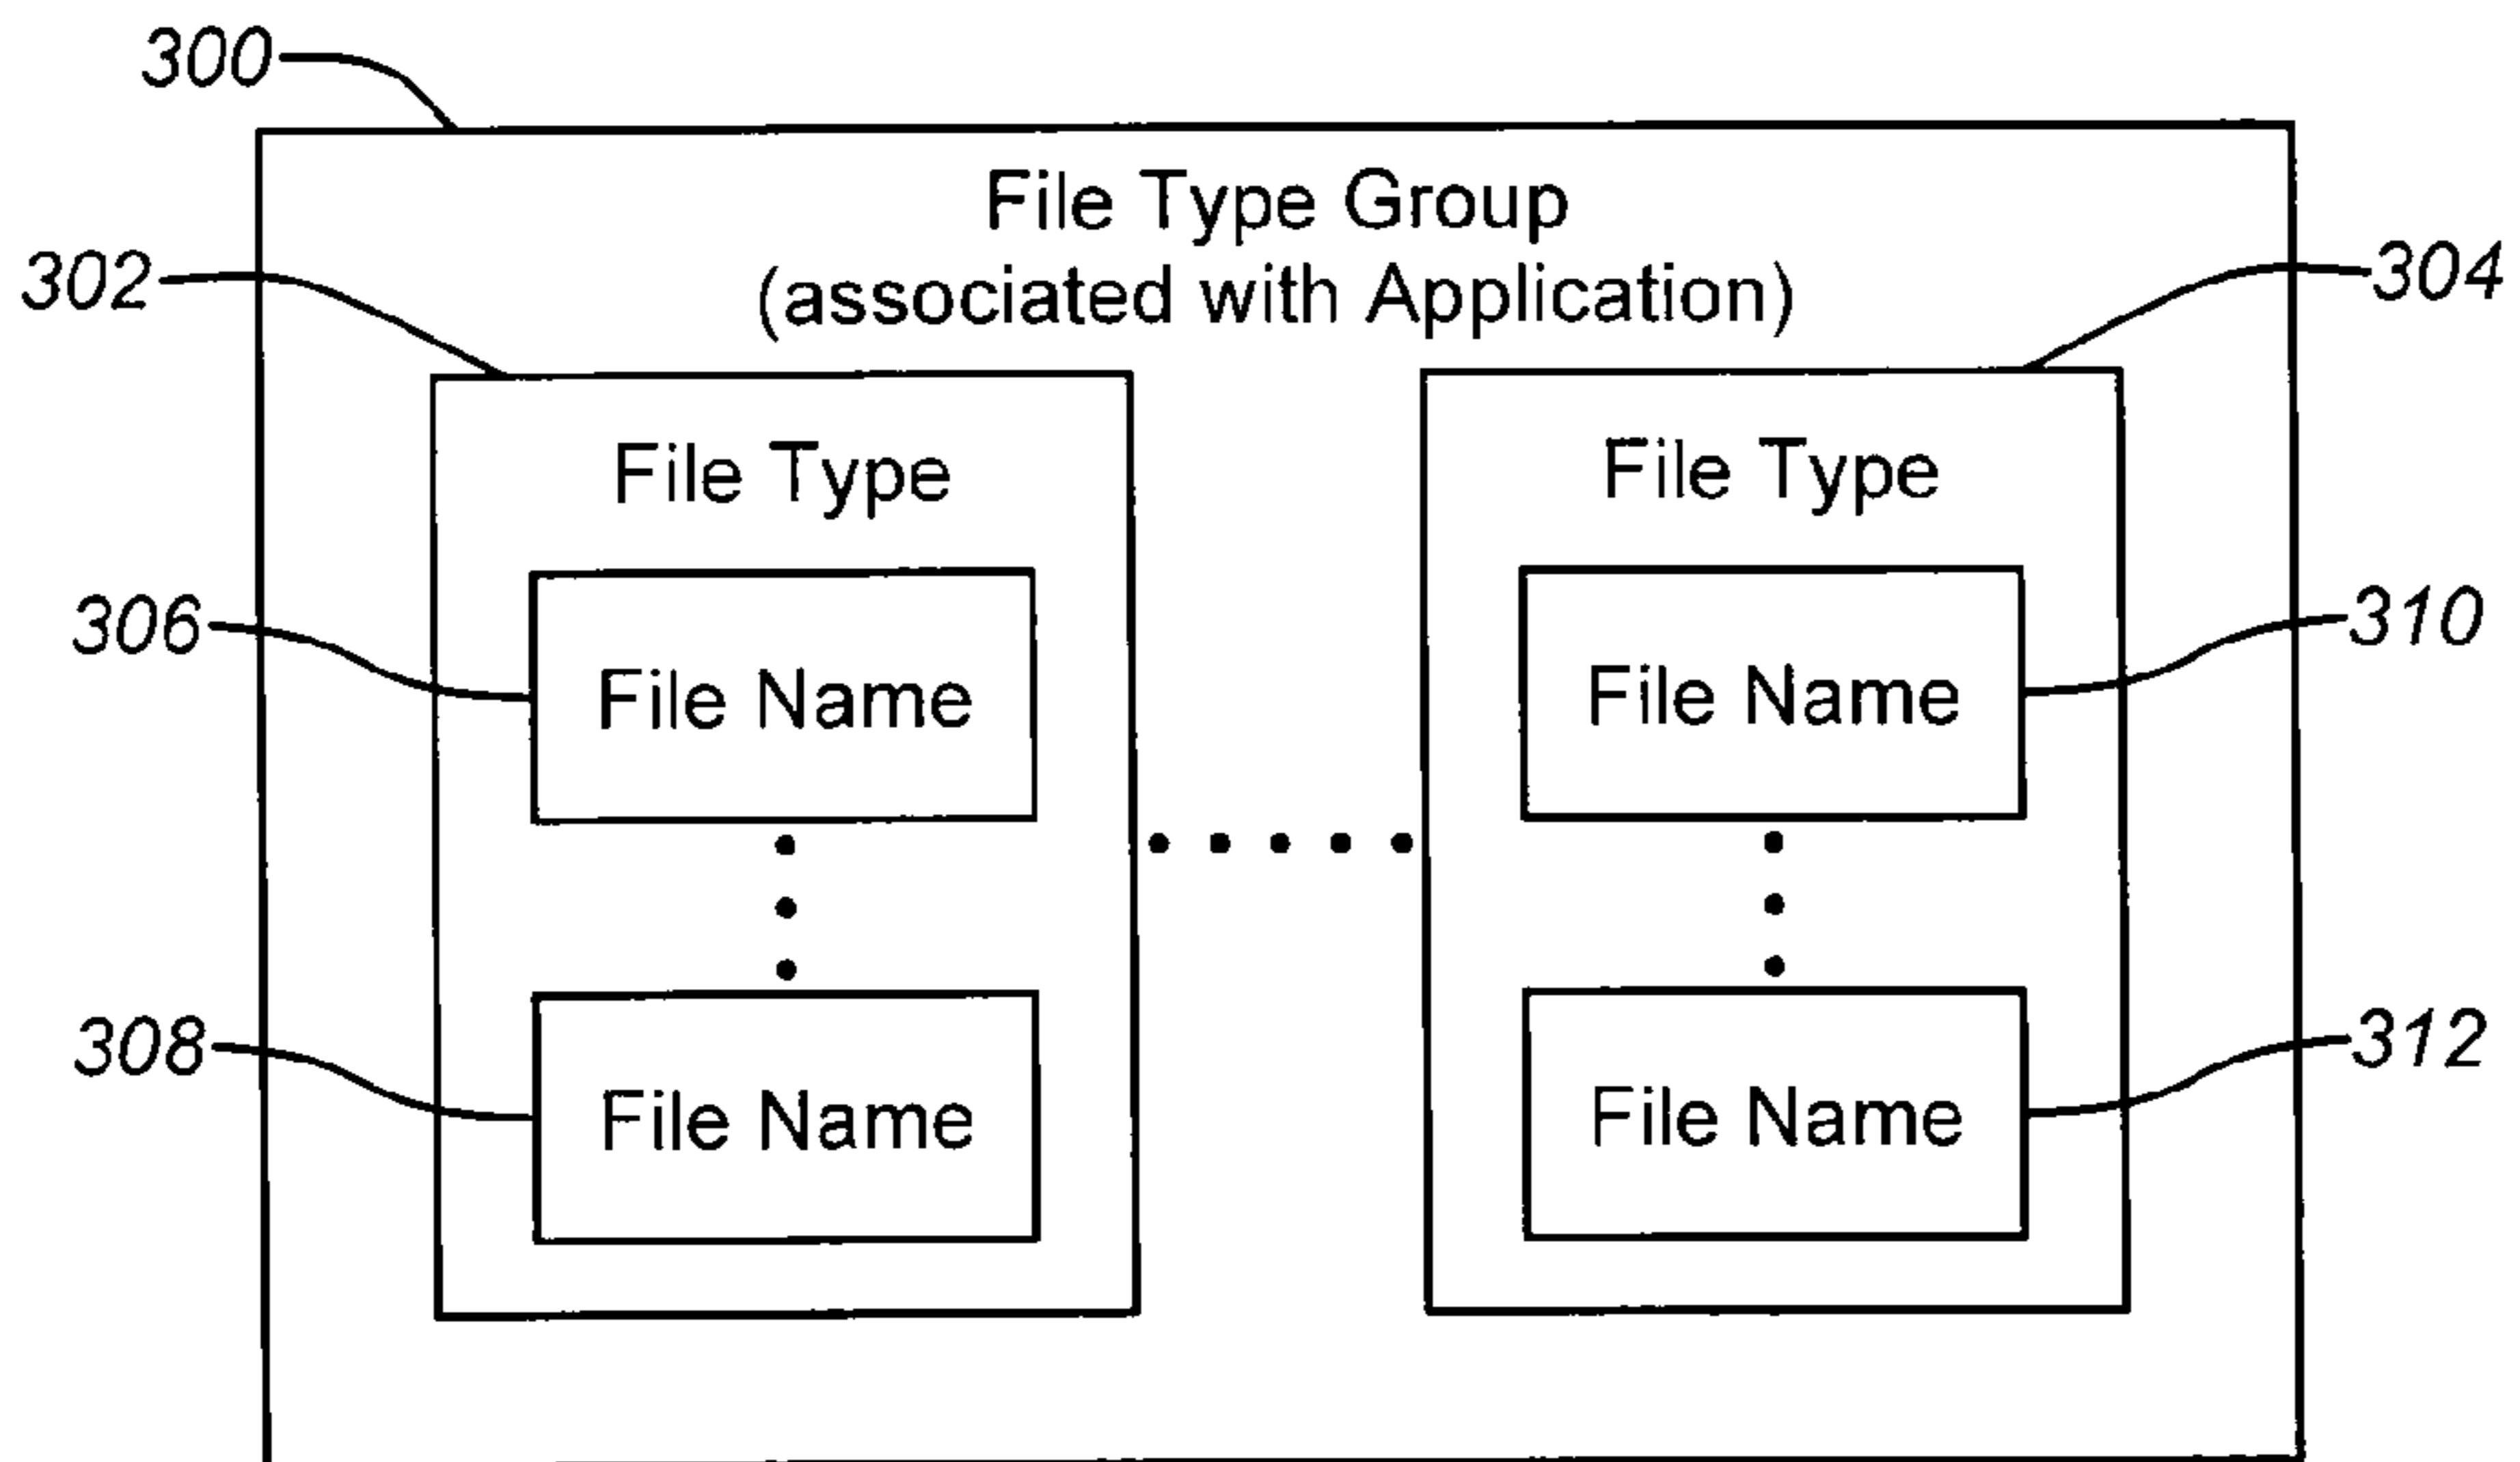 300
File Type Group
302
(associated with Application)
304
File Type
File Type
306
File Name
File Name
310
308
File Name
File Name
312